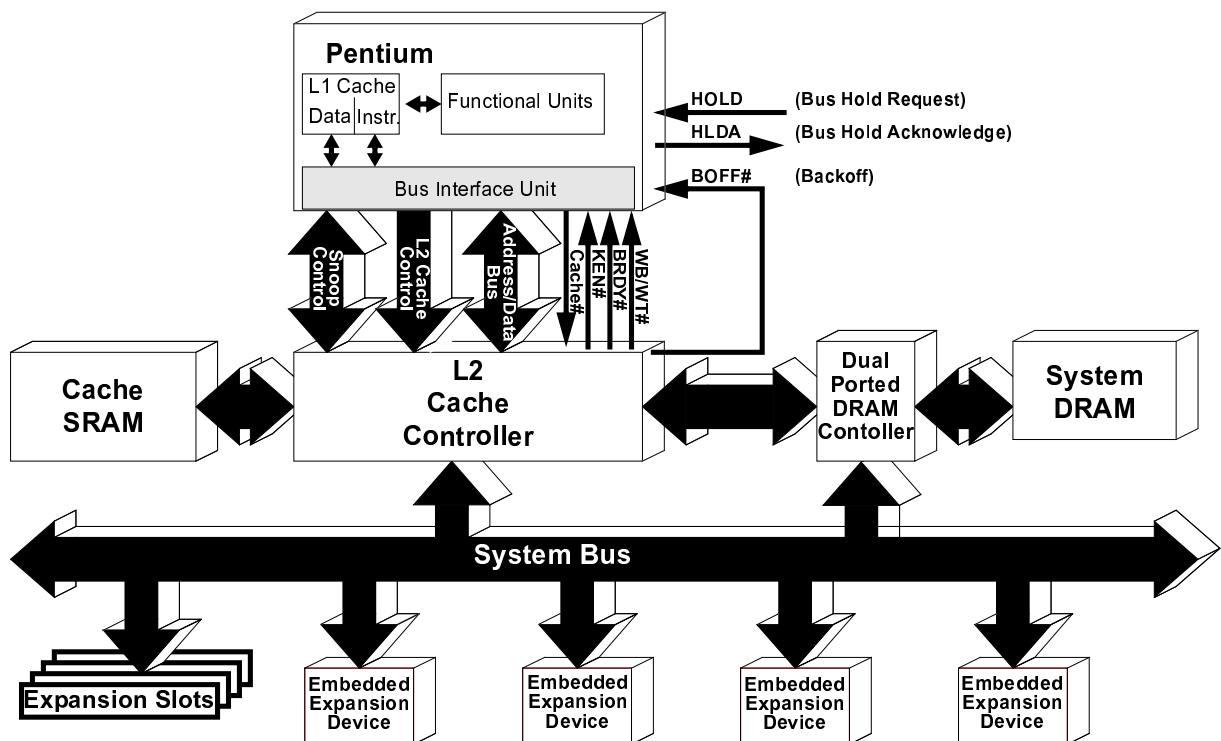 Pentium
L1 Cache
Data Instr.
Functional Units
Bus Interface Unit
HOLD (Bus Hold Request)
HLDA (Bus Hold Acknowledge)
BOFF# (Backoff)
Snoop
Control
L2 Cache
Control
Address/Data
Bus
Cache#
KEN#
BRDY#
WB/WT#
Cache
SRAM
L2
Cache
Controller
Dual
Ported
DRAM
Contoller
System
DRAM
System Bus
Expansion Slots
Embedded
Expansion
Device
Embedded
Expansion
Device
Embedded
Expansion
Device
Embedded
Expansion
Device